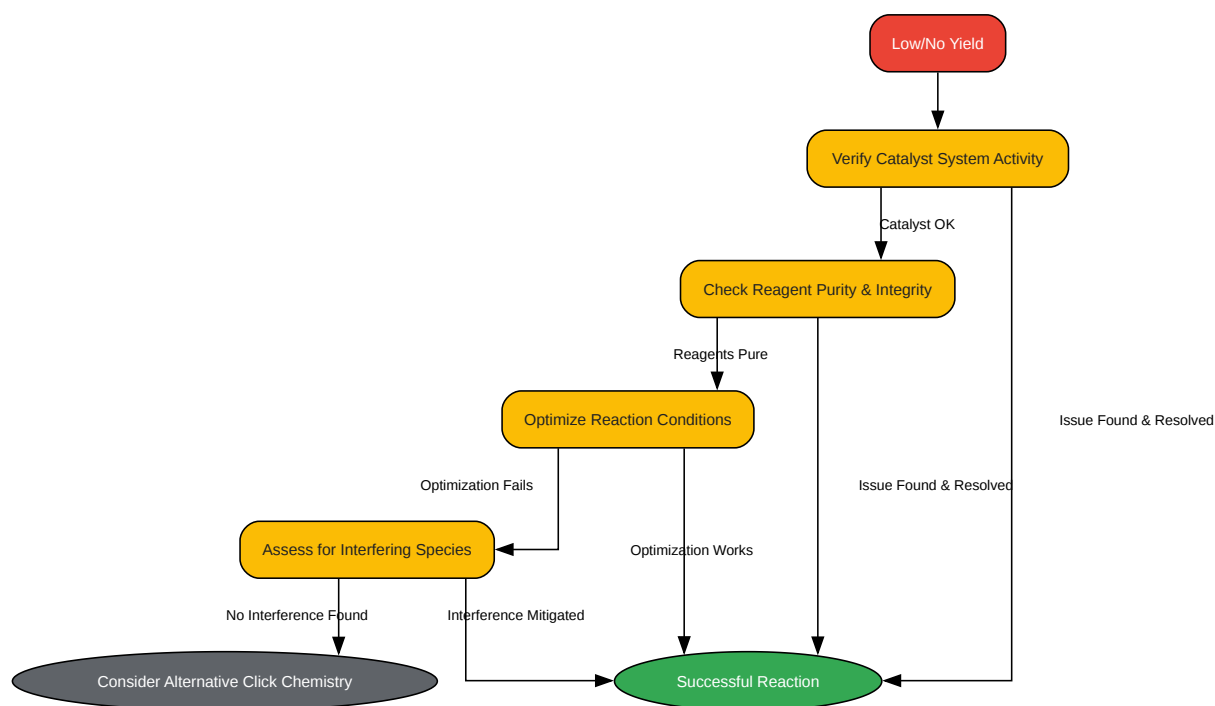 Low/No Yield
Verify Catalyst System Activity
Catalyst OK
Check Reagent Purity & Integrity
Reagents Pure
Optimize Reaction Conditions
Issue Found & Resolved
Optimization Fails
Issue Found & Resolved
Assess for Interfering Species
Optimization Works
No Interference Found
Interference Mitigated
Consider Alternative Click Chemistry
Successful Reaction